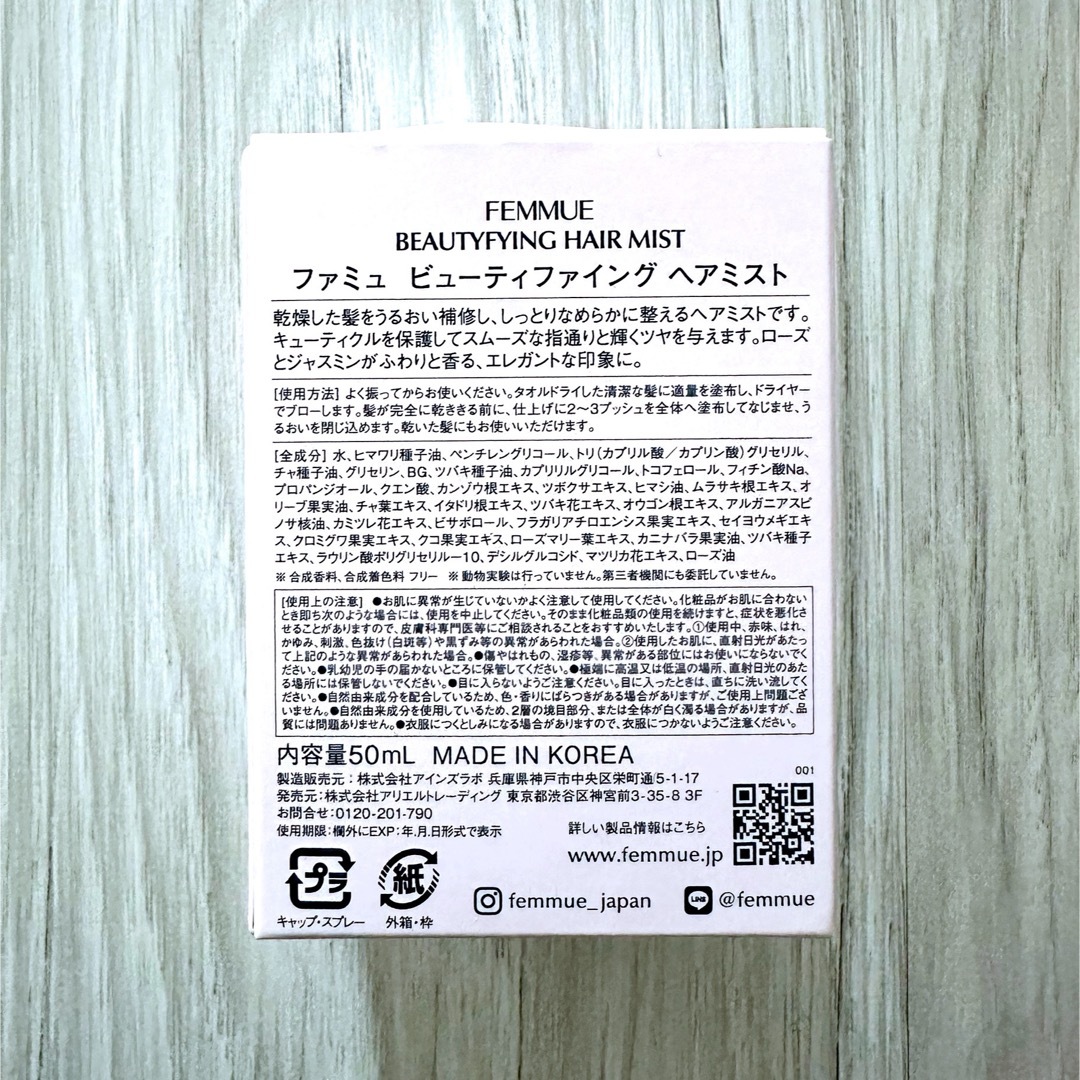 FEMMUE
BEAUTYFYING HAIR MIST
ファミュ ビューティファイング ヘアミスト
乾燥した髪をうるおい補修し、しっとりなめらかに整えるヘアミストです。
キューティクルを保護してスムーズな指通りと輝くツヤを与えます。ローズ
とジャスミンがふわりと香る、エレガントな印象に。
[使用方法] よく振ってからお使いください。タオルドライした清潔な髪に適量を塗布し、ドライヤー
でブローします。髪が完全に乾ききる前に、仕上げに2〜3プッシュを全体へ塗布してなじませ、う
るおいを閉じ込めます。乾いた髪にもお使いいただけます。
[全成分] 水、ヒマワリ種子油、ペンチレングリコール、トリ(カプリル酸/カプリン酸)グリセリル、
チャ種子油、グリセリン、BG、ツバキ種子油、カプリリルグリコール、トコフェロール、フィチン酸Na、
プロパンジオール、クエン酸、カンゾウ根エキス、ツボクサエキス、ヒマシ油、ムラサキ根エキス、オ
リーブ果実油、チャ葉エキス、イタドリ根エキス、ツバキ花エキス、オウゴン根エキス、アルガニアスピ
ノサ核油、カミツレ花エキス、ビサボロール、フラガリアチロエンシス果実エキス、セイヨウメギエキ
ス、クロミグワ果実エキス、クコ果実エギス、ローズマリー葉エキス、カニナバラ果実油、ツバキ種子
エキス、ラウリン酸ポリグリセリル-10、デシルグルコシド、マツリカ花エキス、ローズ油
※ 合成香料、合成着色料 フリー ※ 動物実験は行っていません。第三者機関にも委託していません。
[使用上の注意] ●お肌に異常が生じていないかよく注意して使用してください。化粧品がお肌に合わない
とき即ち次のような場合には、使用を中止してください。そのまま化粧品類の使用を続けますと、症状を悪化さ
せることがありますので、皮膚科専門医等にご相談されることをおすすめいたします。①使用中、赤味、はれ、
かゆみ、刺激、色抜け(白斑等)や黒ずみ等の異常があらわれた場合。②使用したお肌に、直射日光があたっ
て上記のような異常があらわれた場合。●傷やはれもの、湿疹等、異常がある部位にはお使いにならないでく
ださい。●乳幼児の手の届かないところに保管してください。●極端に高温又は低温の場所、直射日光のあた
る場所には保管しないでください。●目に入らないようご注意ください。目に入ったときは、直ちに洗い流してく
ださい。●自然由来成分を配合しているため、色・香りにばらつきがある場合がありますが、ご使用上問題ござ
いません。●自然由来成分を使用しているため、2層の境目部分、または全体が白く濁る場合がありますが、品
質には問題ありません。●衣服につくとしみになる場合がありますので、衣服につかないようご注意ください。
内容量50mL MADE IN KOREA
001
製造販売元 : 株式会社アインズラボ 兵庫県神戸市中央区栄町通5-1-17
発売元:株式会社アリエルトレーディング 東京都渋谷区神宮前3-35-8 3F
お問合せ:0120-201-790
使用期限:欄外にEXP:年.月.日形式で表示
詳しい製品情報はこちら
www.femmue.jp
プラ
紙
キャップ・スプレー
外箱・枠
femmue_japan
LINE
@femmue